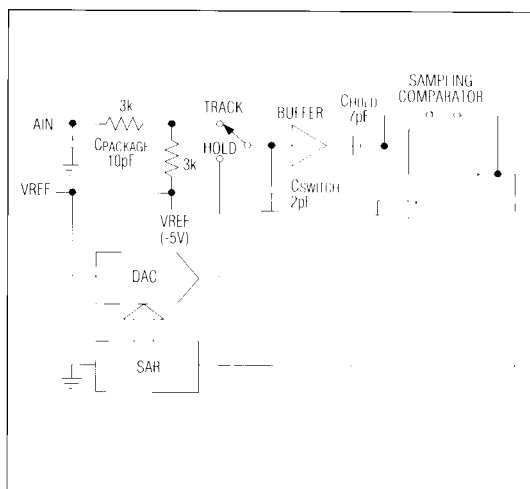 SAMPLING
COMPARATOR
3k
TRACK
BUFFER
CHOLD
7pF
AIN
CPACKAGE
10pF
HOLD
3k
VREF
CSWITCH
2pF
VREF
(-5V)
DAC
SAR